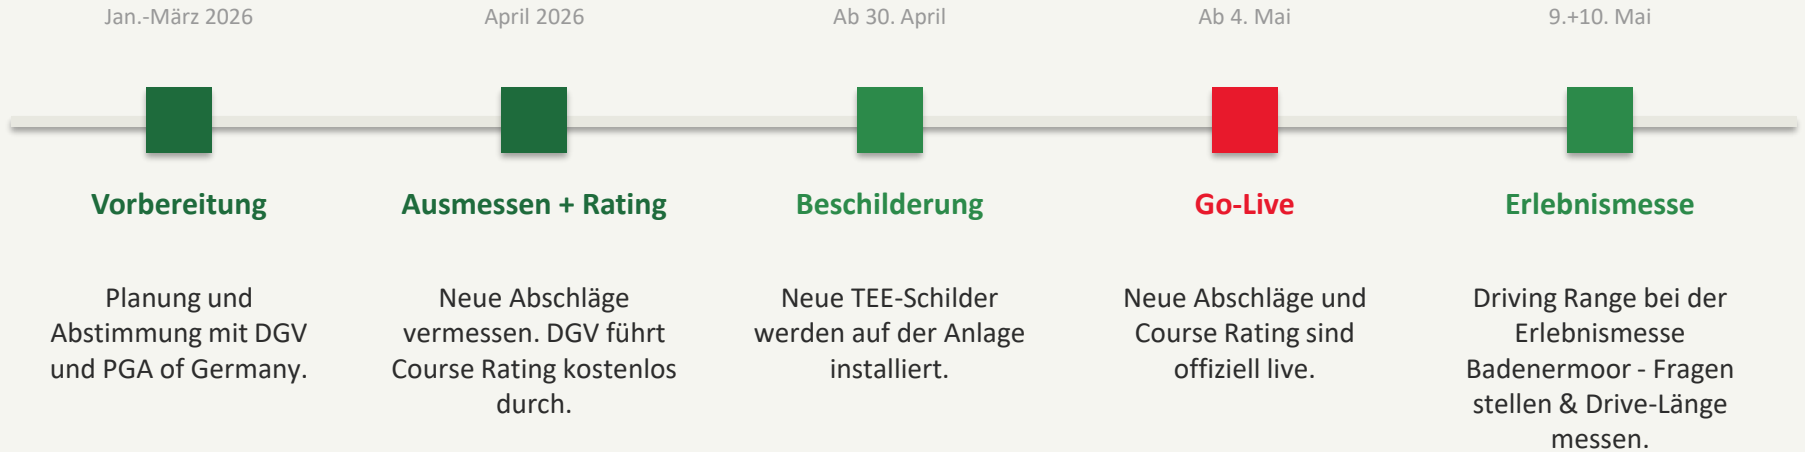 Jan.-März 2026
April 2026
Ab 30. April
Ab 4. Mai
9.+10. Mai
Vorbereitung
Ausmessen + Rating
Beschilderung
Go-Live
Erlebnismesse
Planung und
Abstimmung mit DGV
und PGA of Germany.
Neue Abschläge
vermessen. DGV führt
Course Rating kostenlos
durch.
Neue TEE-Schilder
werden auf der Anlage
installiert.
Neue Abschläge und
Course Rating sind
offiziell live.
Driving Range bei der
Erlebnismesse
Badenermoor - Fragen
stellen & Drive-Länge
messen.